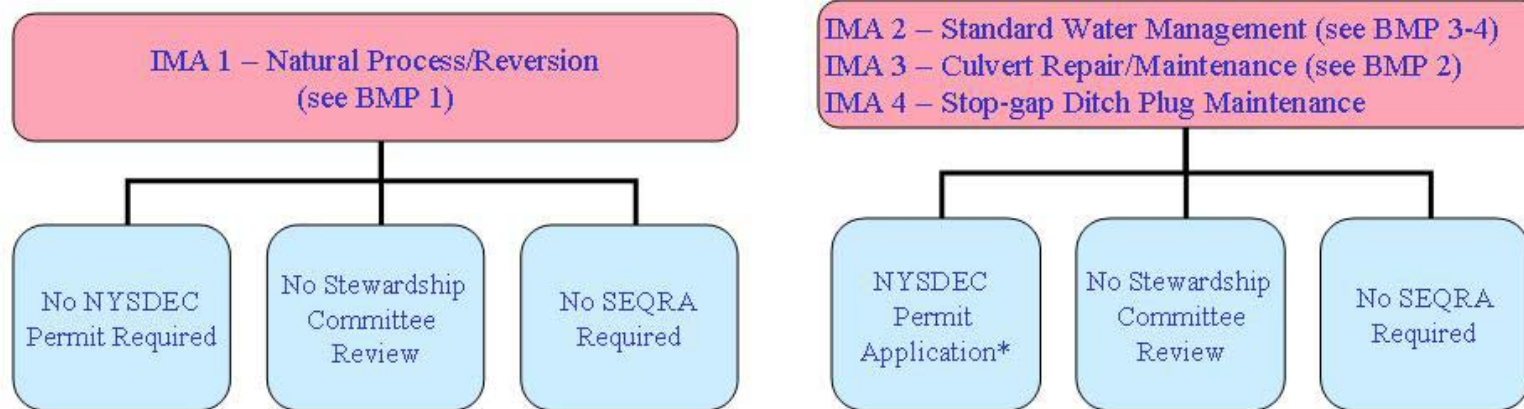 IMA 1 – Natural Process/Reversion
(see BMP 1)
No NYSDEC
Permit Required
No Stewardship
Committee
Review
No SEQRA
Required
IMA 2 – Standard Water Management (see BMP 3-4)
IMA 3 – Culvert Repair/Maintenance (see BMP 2)
IMA 4 – Stop-gap Ditch Plug Maintenance
NYSDEC
Permit
Application*
No Stewardship
Committee
Review
No SEQRA
Required